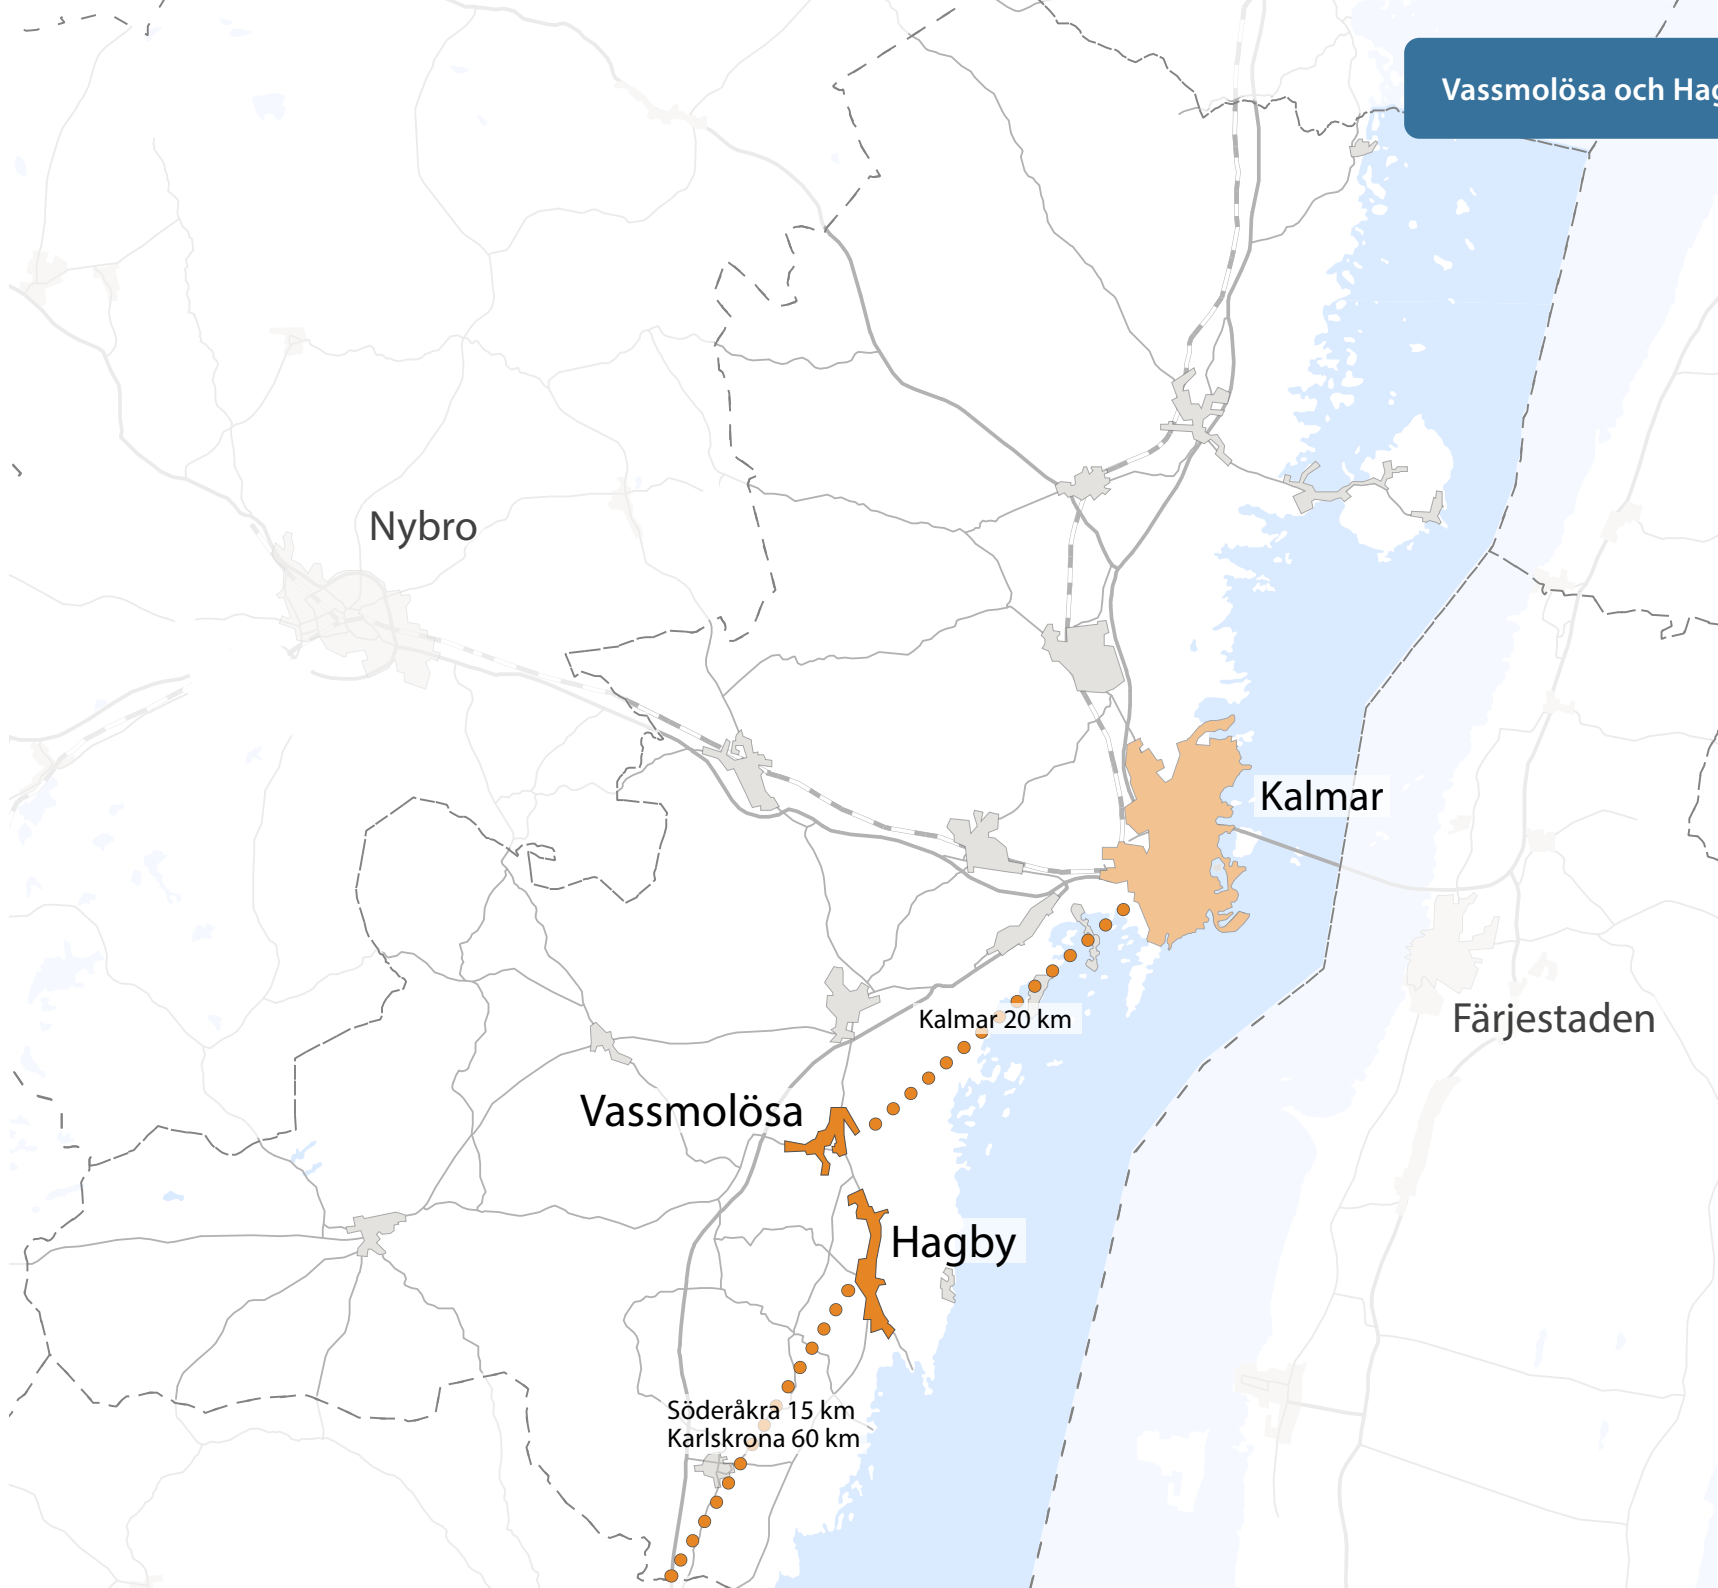 Vassmolösa och Hag
Nybro
Kalmar
Färjestaden
Kalmar 20 km
Vassmolösa
Hagby
Söderåkra 15 km
Karlskrona 60 km